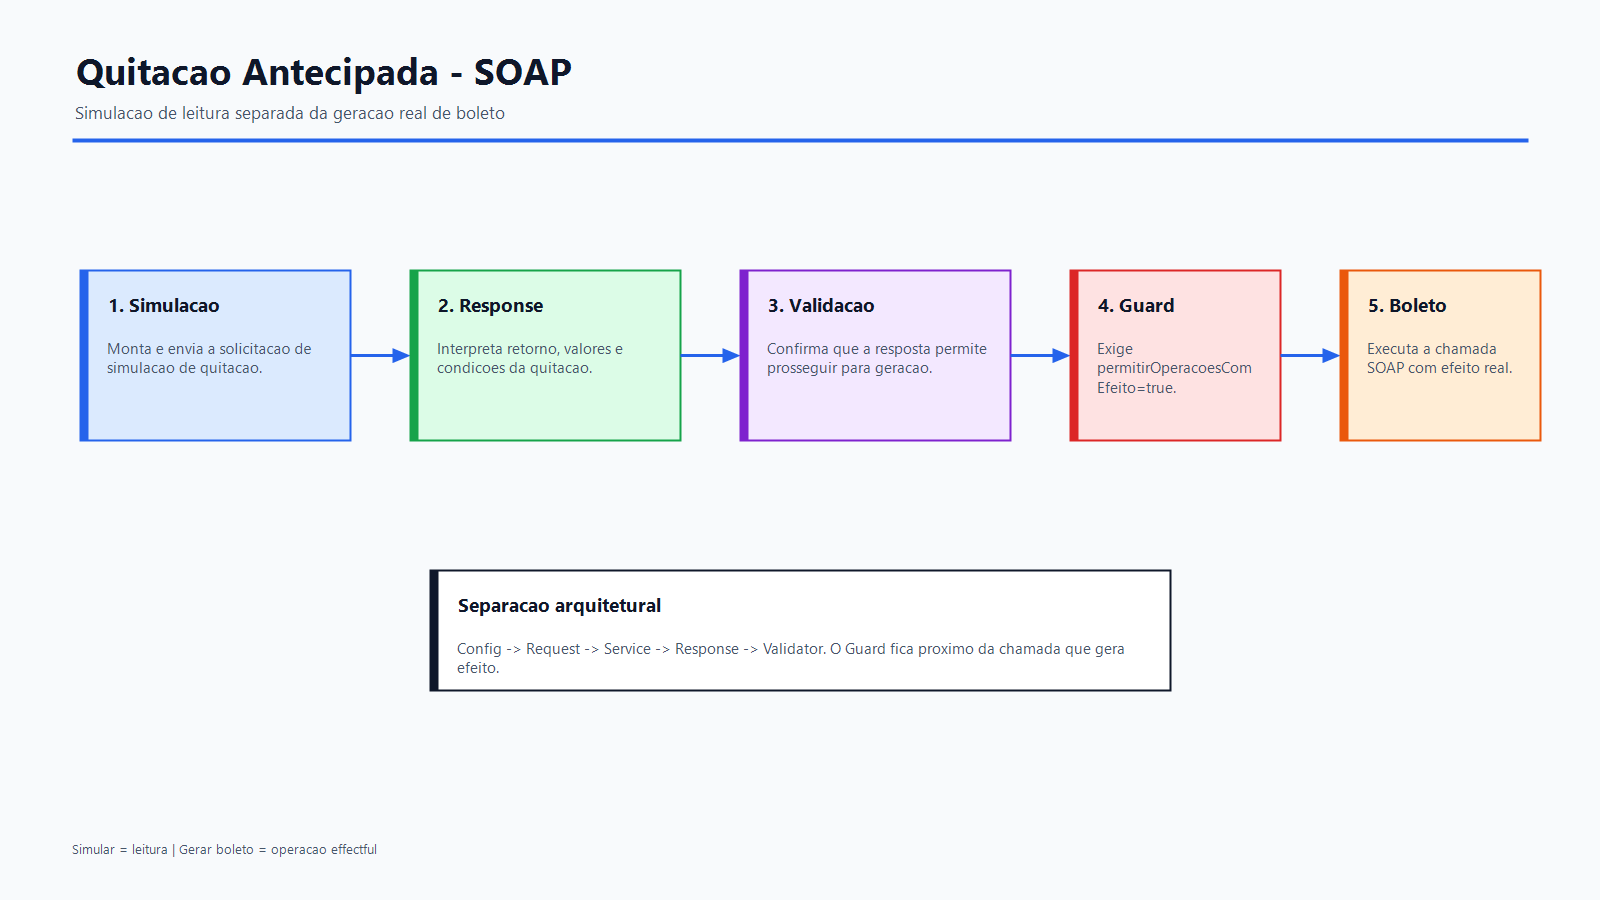 Quitacao Antecipada - SOAP
Simulacao de leitura separada da geracao real de boleto
1. Simulacao
Monta e envia a solicitacao de
simulacao de quitacao.
2. Response
Interpreta retorno, valores e
condicoes da quitacao.
3. Validacao
Confirma que a resposta permite
prosseguir para geracao.
4. Guard
Exige
permitirOperacoesCom
Efeito=true.
5. Boleto
Executa a chamada
SOAP com efeito real.
Separacao arquitetural
Config -> Request -> Service -> Response -> Validator. O Guard fica proximo da chamada que gera
efeito.
Simular = leitura | Gerar boleto = operacao effectful